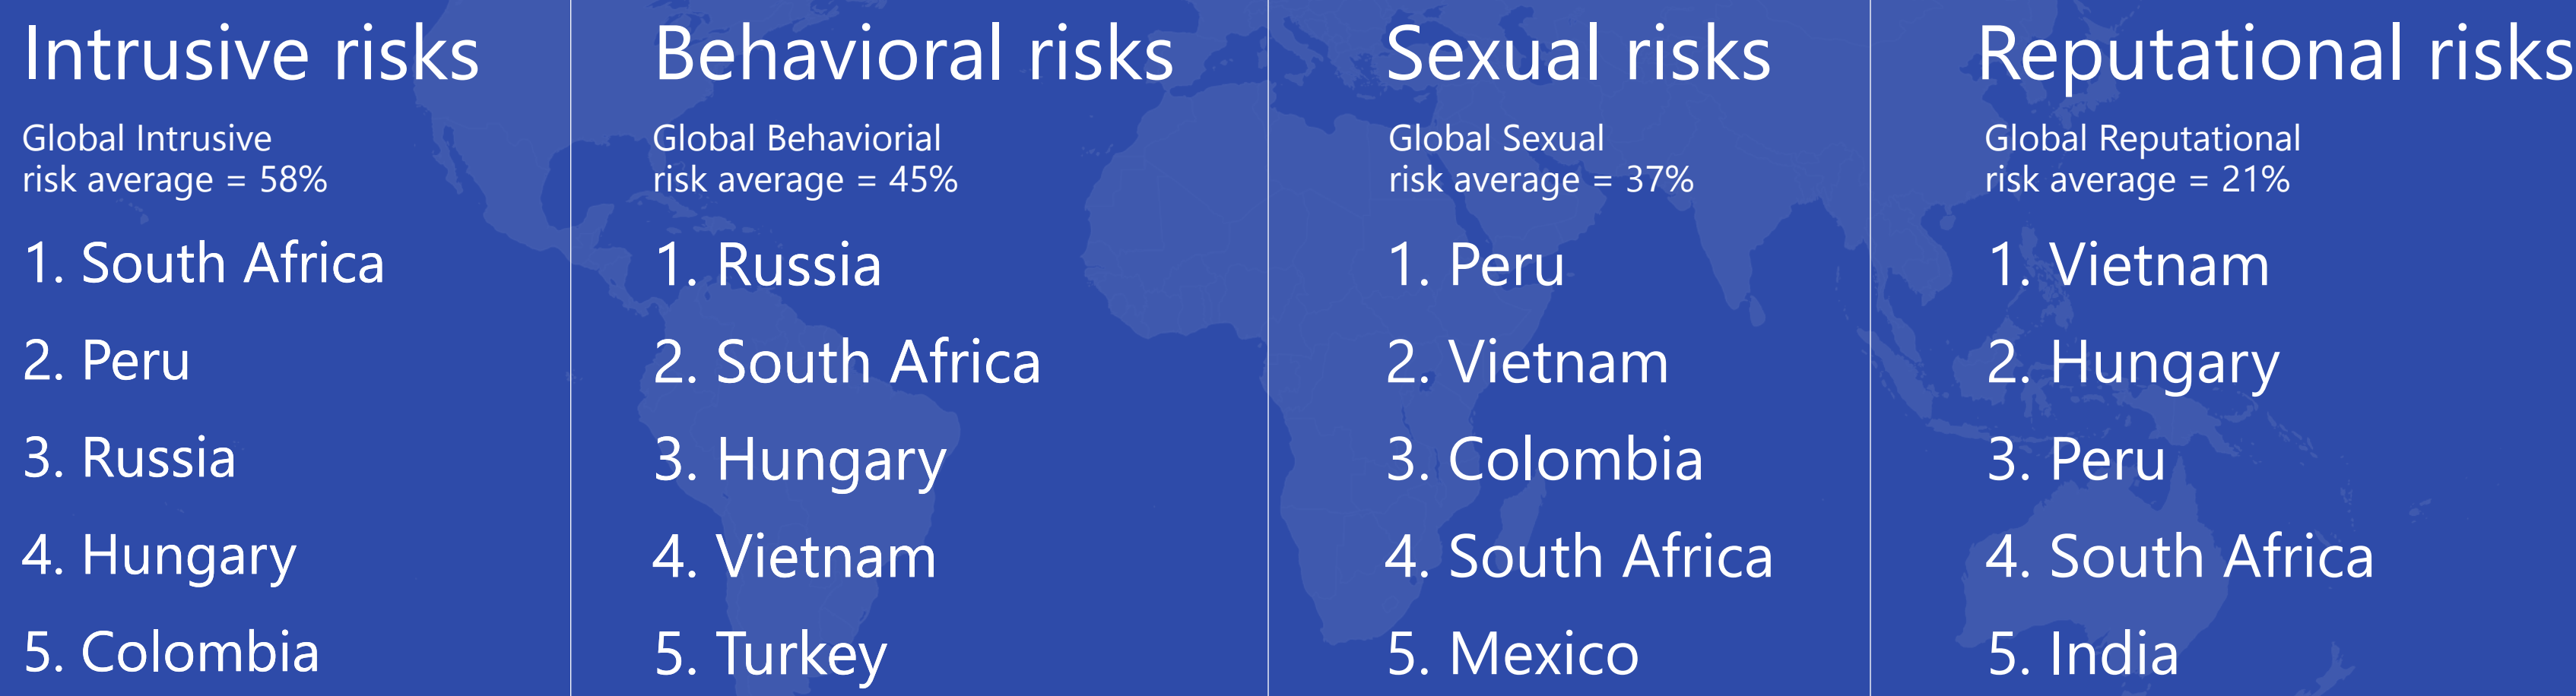 Intrusive risks
Global Intrusive
risk average = 58%
1. South Africa
2. Peru
3. Russia
4. Hungary
5. Colombia
Behavioral risks
Global Behaviorial
risk average = 45%
1. Russia
2. South Africa
3. Hungary
4. Vietnam
5. Turkey
Sexual risks
Global Sexual
risk average = 37%
1. Peru
2. Vietnam
3. Colombia
4. South Africa
5. Mexico
Reputational risks
Global Reputational
risk average = 21%
1. Vietnam
2. Hungary
3. Peru
4. South Africa
5. India